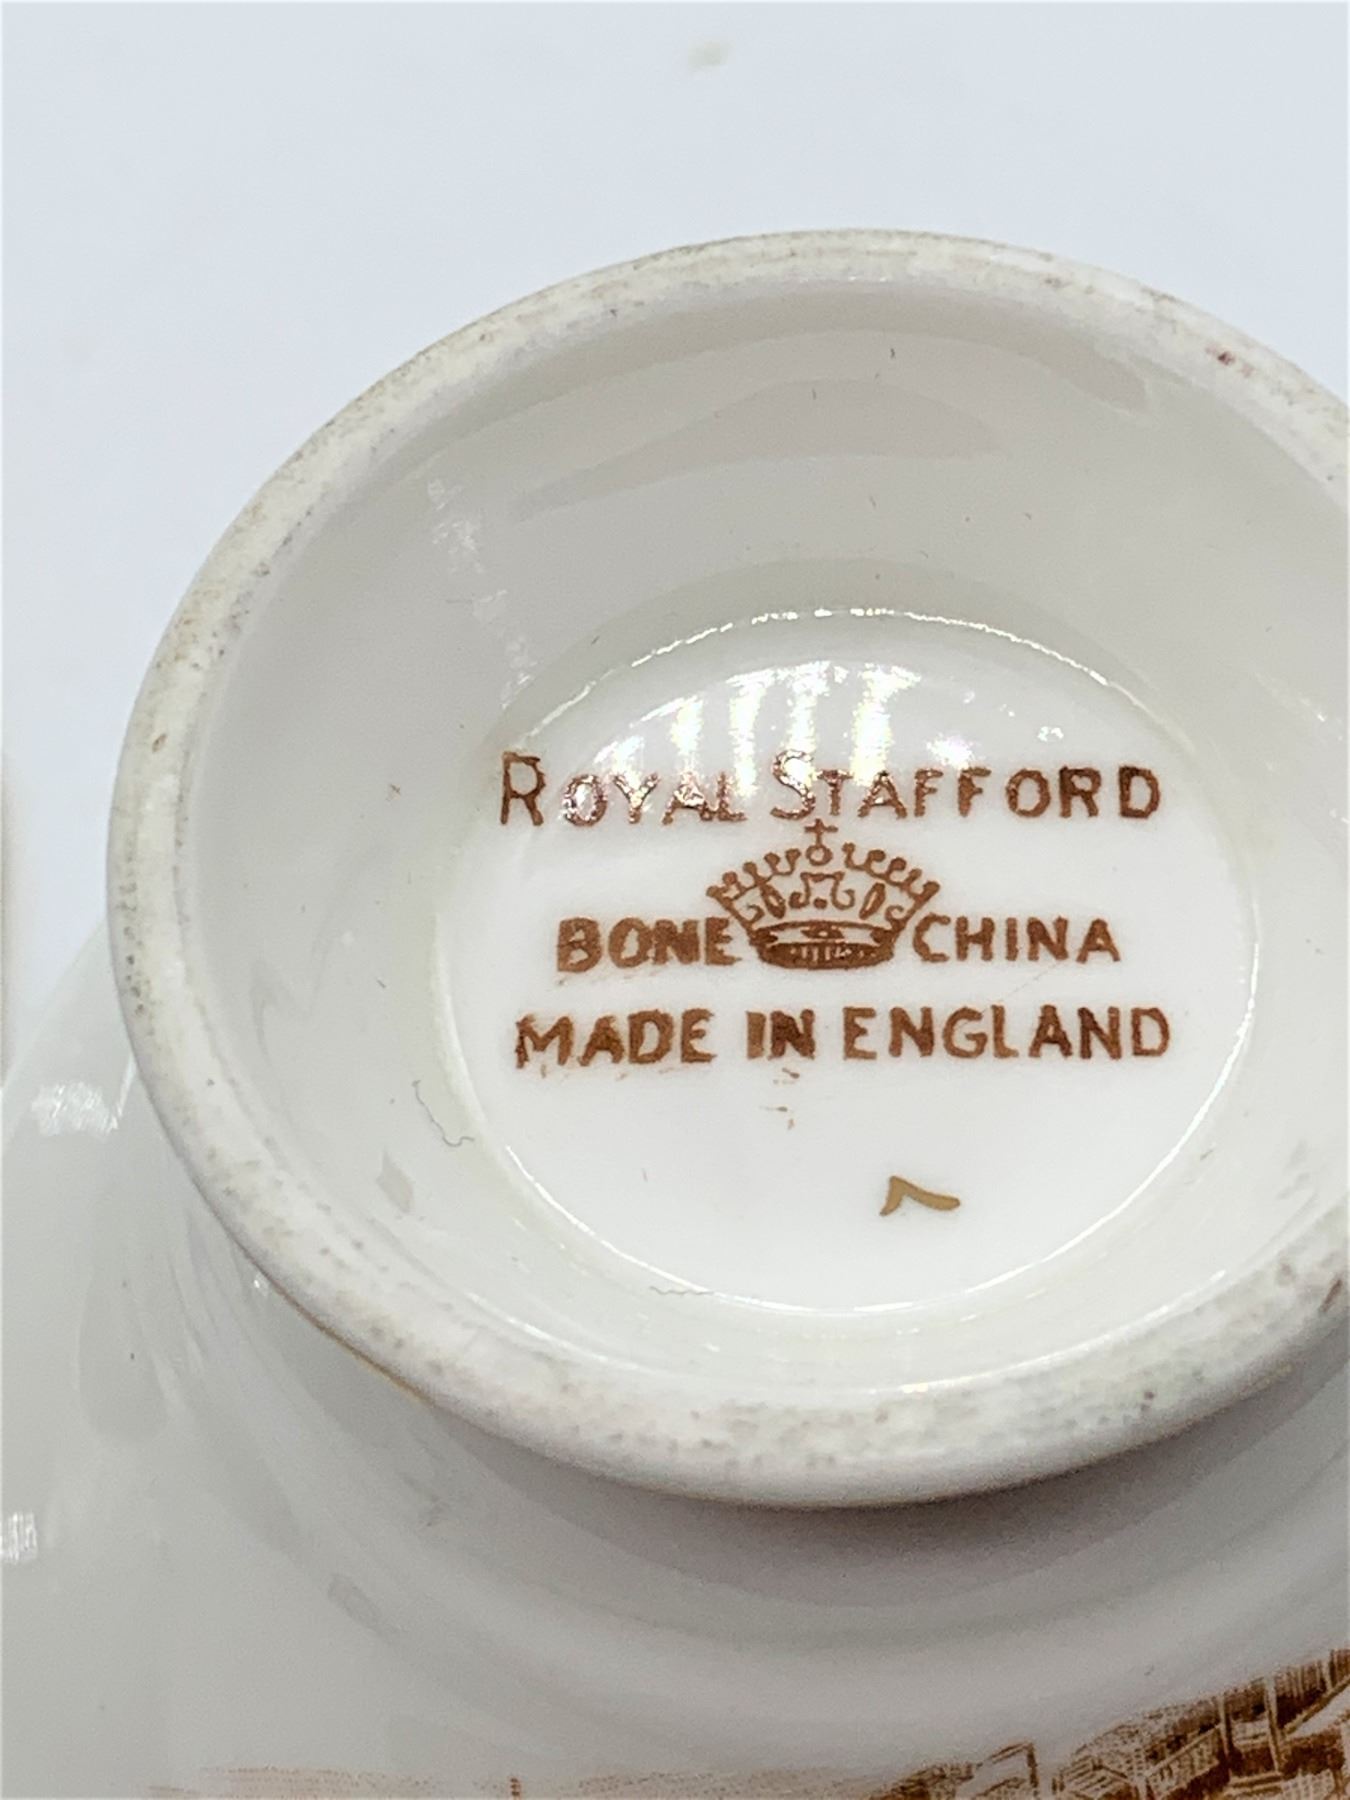 ROYAL STAFFORD
BONE CHINA
MADE IN ENGLAND